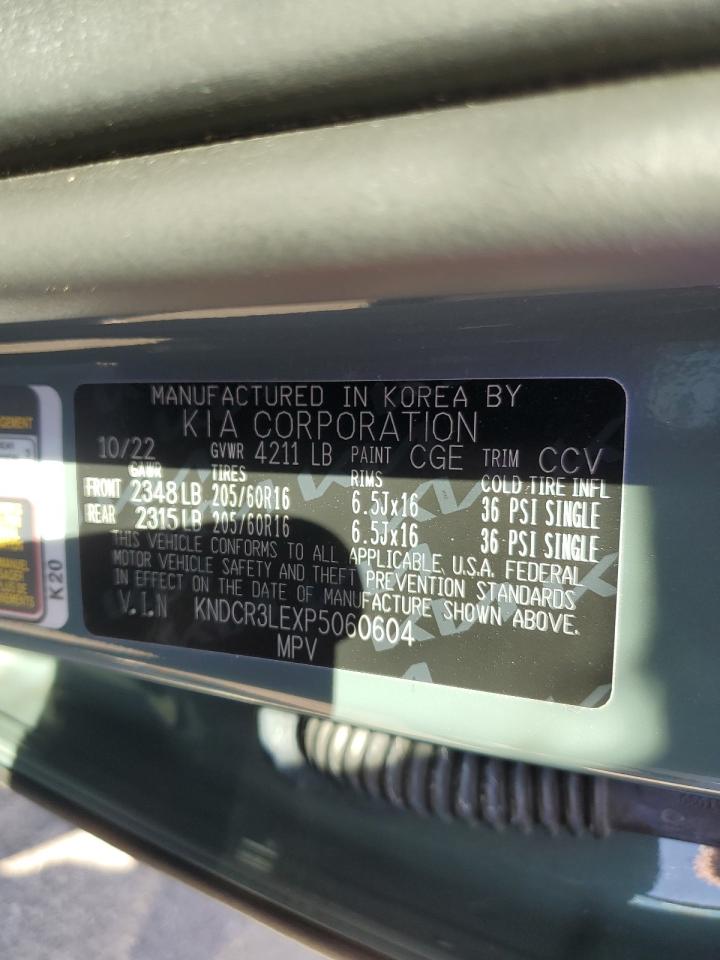 MANUFACTURED IN KOREA BY
KIA CORPORATION
10/22 GVWR 4211 LB PAINT CGE TRIM CCV
GAWR TIRES RIMS COLD TIRE INFL
FRONT 2348 LB 205/60R16 6.5Jx16 36 PSI SINGLE
REAR 2315 LB 205/60R16 6.5Jx16 36 PSI SINGLE
THIS VEHICLE CONFORMS TO ALL APPLICABLE U.S.A. FEDERAL
MOTOR VEHICLE SAFETY AND THEFT PREVENTION STANDARDS
IN EFFECT ON THE DATE OF MANUFACTURE SHOWN ABOVE.
V.I.N KNDCR3LEXP5060604
MPV
K20